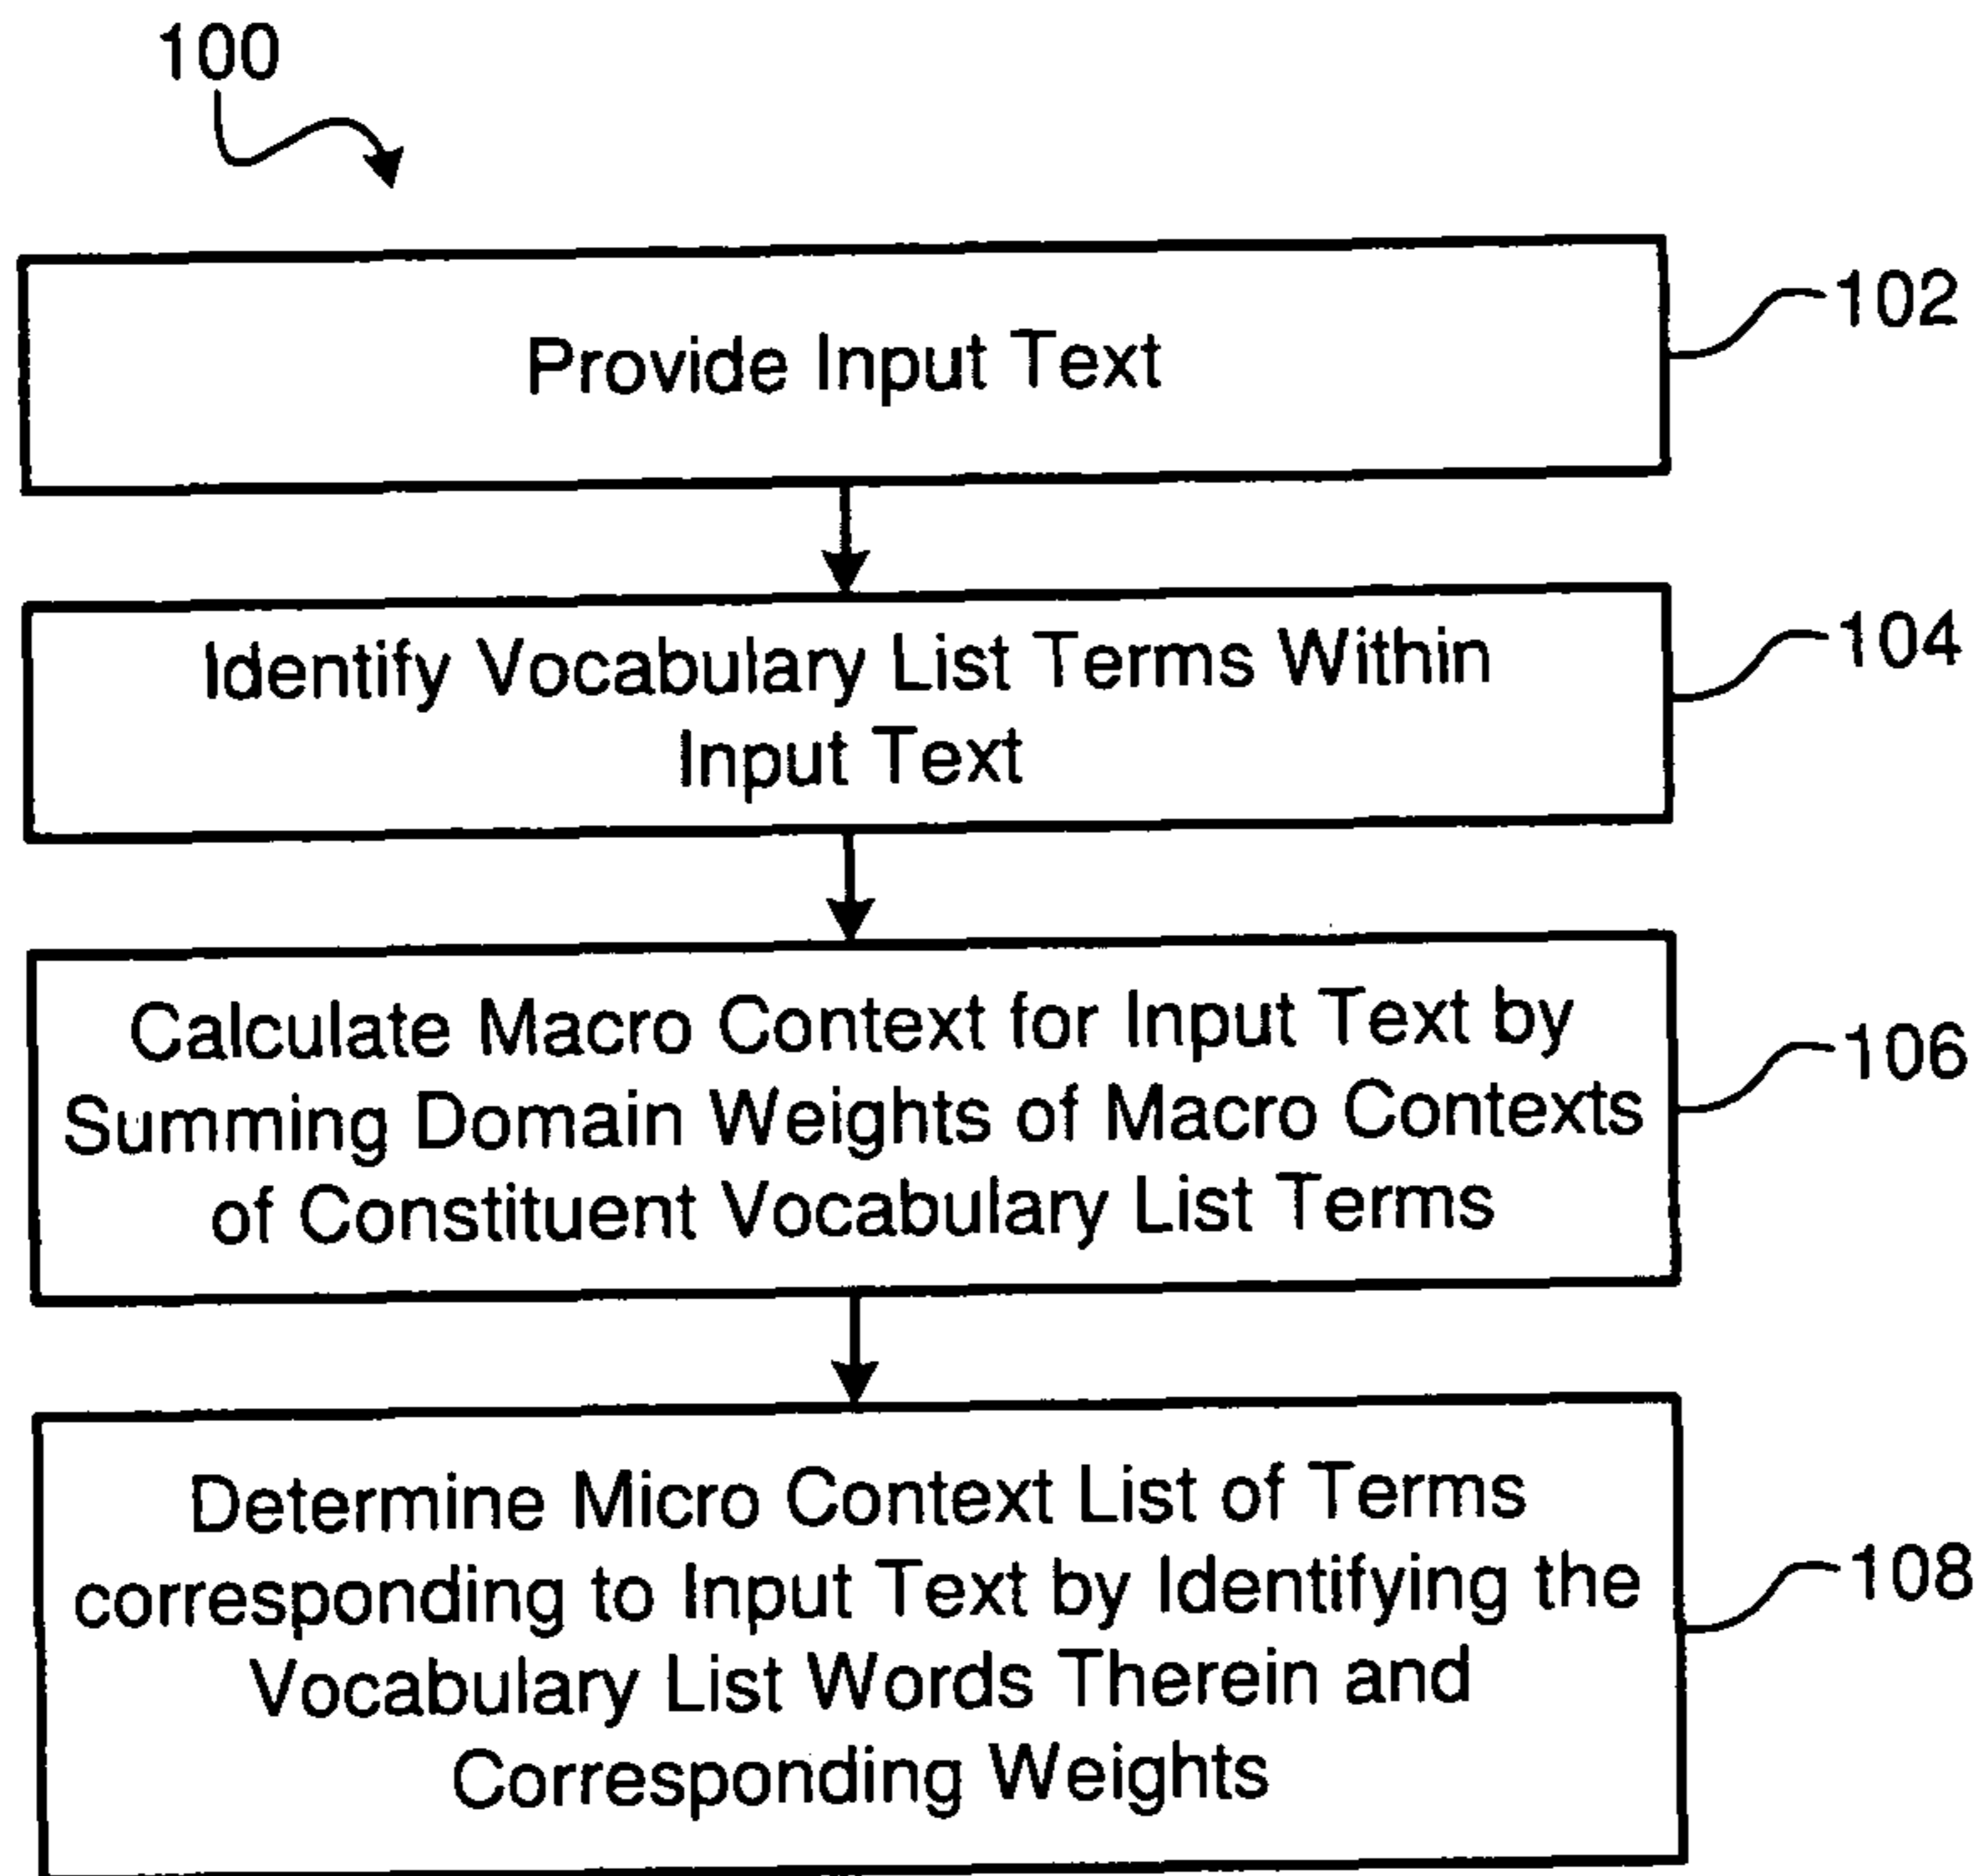 100
Provide Input Text
102
Identify Vocabulary List Terms Within
Input Text
104
Calculate Macro Context for Input Text by
Summing Domain Weights of Macro Contexts
of Constituent Vocabulary List Terms
106
Determine Micro Context List of Terms
corresponding to Input Text by Identifying the
Vocabulary List Words Therein and
Corresponding Weights
108